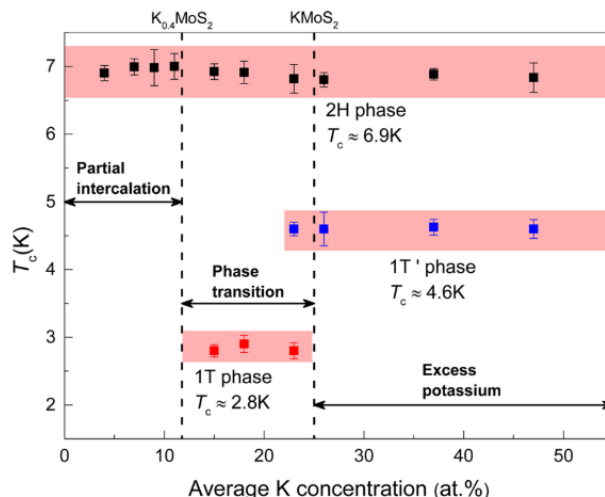 K0.4MoS2
KMoS2
7
6
5
4
3
2
Tc(K)
2H phase
Tc ≈ 6.9K
Partial
intercalation
1T ' phase
Tc ≈ 4.6K
Phase
transition
1T phase
Tc ≈ 2.8K
Excess
potassium
0 10 20 30 40 50
Average K concentration (at.%)